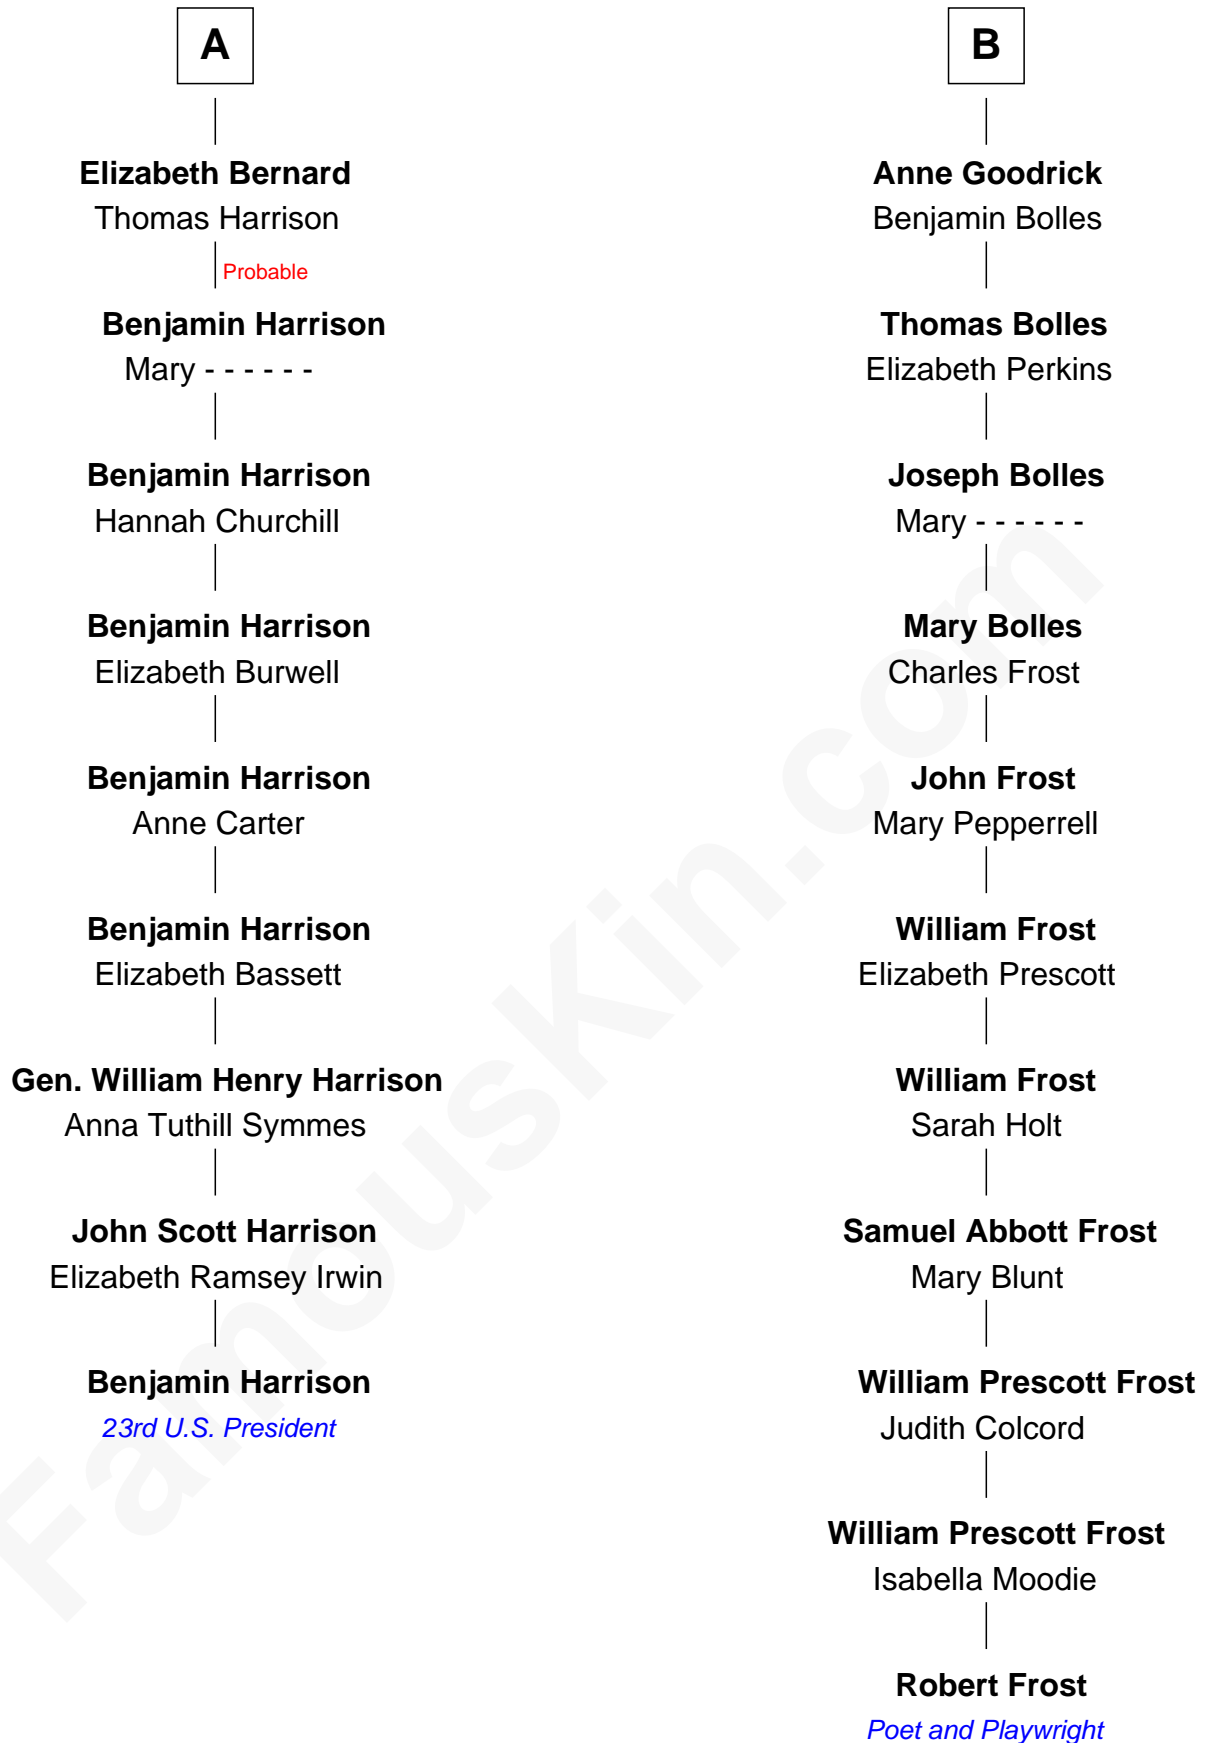 A
Elizabeth Bernard
Thomas Harrison
Probable
Benjamin Harrison
Mary - - - - - -
Benjamin Harrison
Hannah Churchill
Benjamin Harrison
Elizabeth Burwell
Benjamin Harrison
Anne Carter
Benjamin Harrison
Elizabeth Bassett
Gen. William Henry Harrison
Anna Tuthill Symmes
John Scott Harrison
Elizabeth Ramsey Irwin
Benjamin Harrison
23rd U.S. President
B
Anne Goodrick
Benjamin Bolles
Thomas Bolles
Elizabeth Perkins
Joseph Bolles
Mary - - - - - -
Mary Bolles
Charles Frost
John Frost
Mary Pepperrell
William Frost
Elizabeth Prescott
William Frost
Sarah Holt
Samuel Abbott Frost
Mary Blunt
William Prescott Frost
Judith Colcord
William Prescott Frost
Isabella Moodie
Robert Frost
Poet and Playwright
FamousKin.com